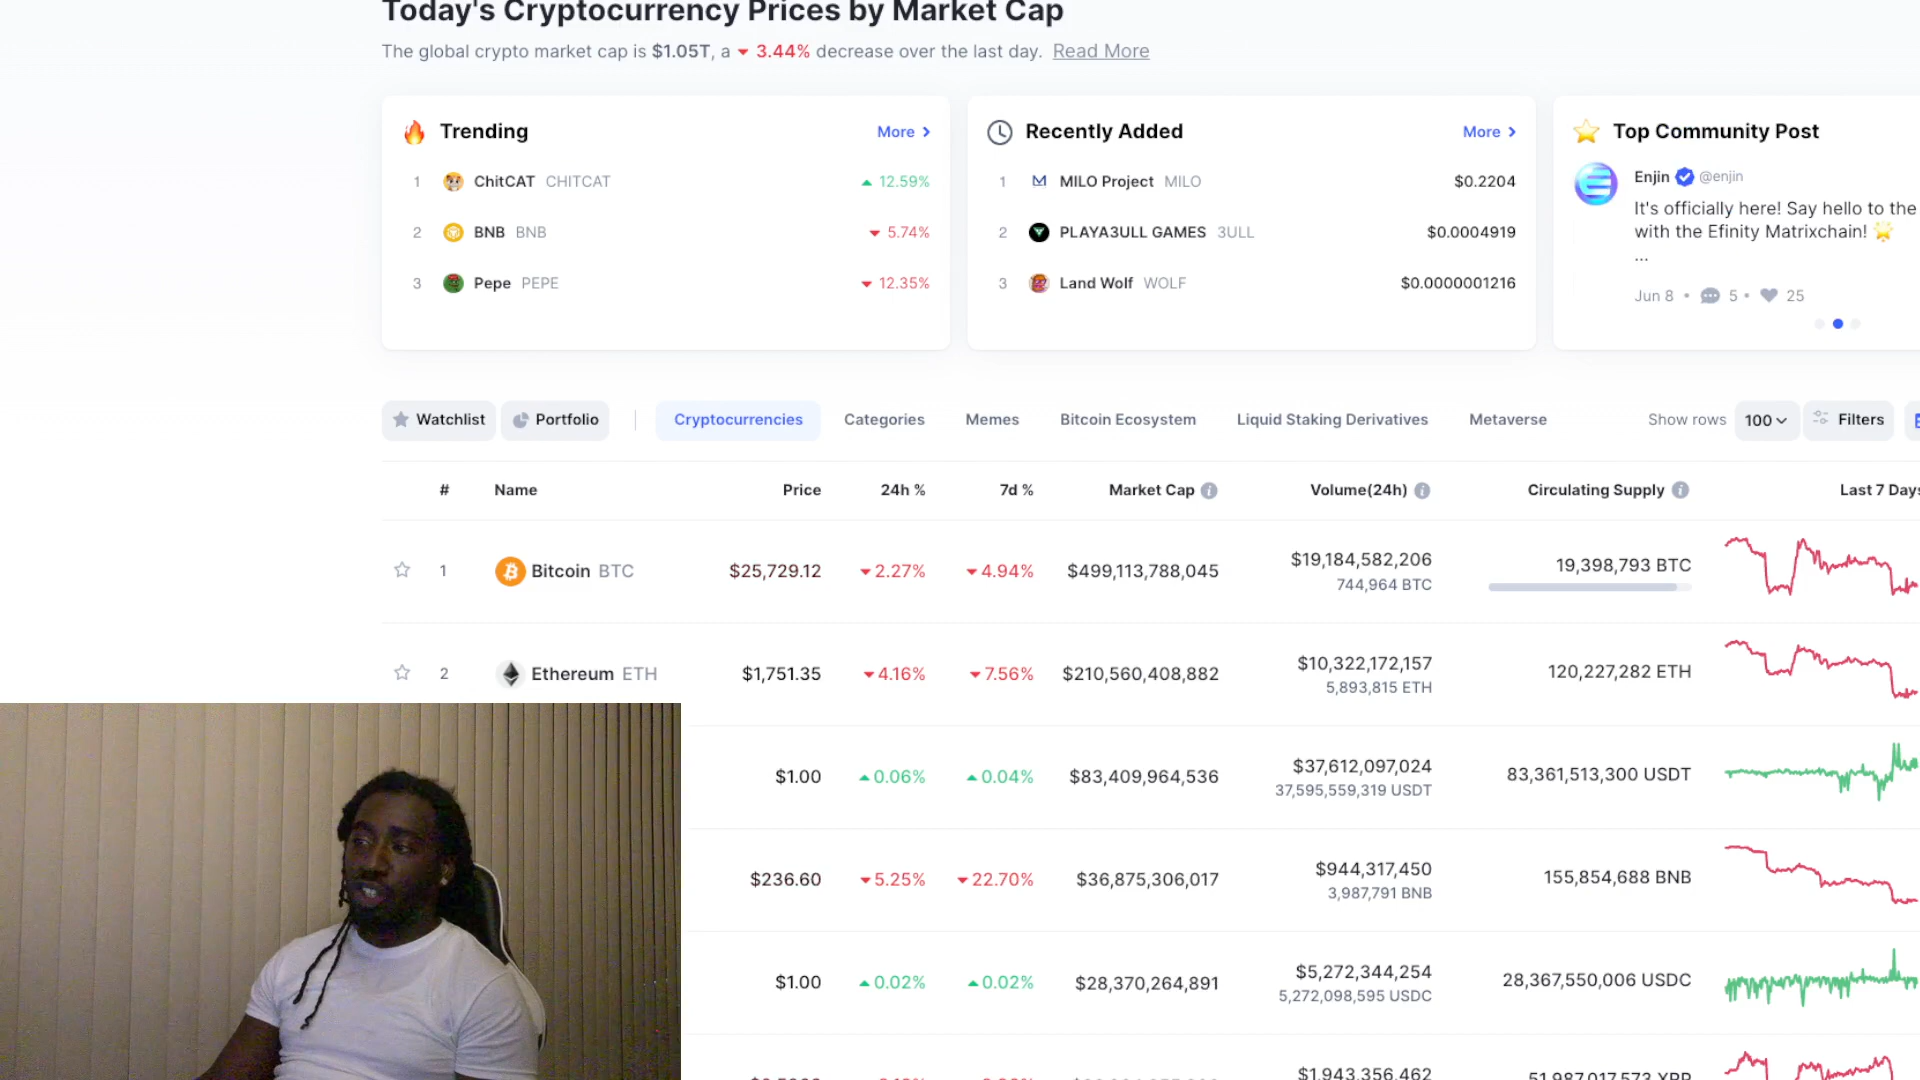 Today's Cryptocurrency Prices by Market Cap
The global crypto market cap is $1.05T, a 3.44% decrease over the last day. Read More
Trending
More
1 ChitCAT CHITCAT 12.59%
2 BNB BNB 5.74%
3 Pepe PEPE 12.35%
Recently Added
More
1 MILO Project MILO $0.2204
2 PLAYA3ULL GAMES 3ULL $0.0004919
3 Land Wolf WOLF $0.0000001216
Top Community Post
Enjin @enjin
It's officially here! Say hello to the
with the Efinity Matrixchain!
...
Jun 8 • 5 • 25
Watchlist Portfolio Cryptocurrencies Categories Memes Bitcoin Ecosystem Liquid Staking Derivatives Metaverse Show rows 100 Filters
# Name Price 24h % 7d % Market Cap Volume(24h) Circulating Supply Last 7 Days
1 Bitcoin BTC $25,729.12 2.27% 4.94% $499,113,788,045 $19,184,582,206 19,398,793 BTC
744,964 BTC
2 Ethereum ETH $1,751.35 4.16% 7.56% $210,560,408,882 $10,322,172,157 120,227,282 ETH
5,893,815 ETH
$1.00 0.06% 0.04% $83,409,964,536 $37,612,097,024 83,361,513,300 USDT
37,595,559,319 USDT
$236.60 5.25% 22.70% $36,875,306,017 $944,317,450 155,854,688 BNB
3,987,791 BNB
$1.00 0.02% 0.02% $28,370,264,891 $5,272,344,254 28,367,550,006 USDC
5,272,098,595 USDC
$1,943,356,462 51,987,017,573 XRP